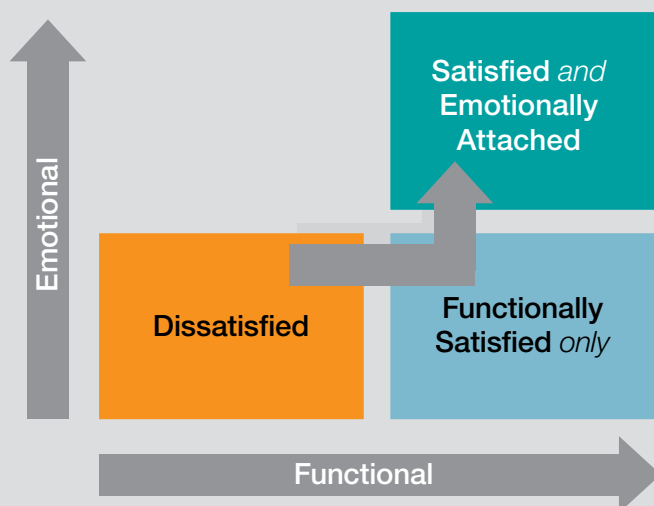 Satisfied and
Emotionally
Attached
Emotional
Dissatisfied
Functionally
Satisfied only
Functional